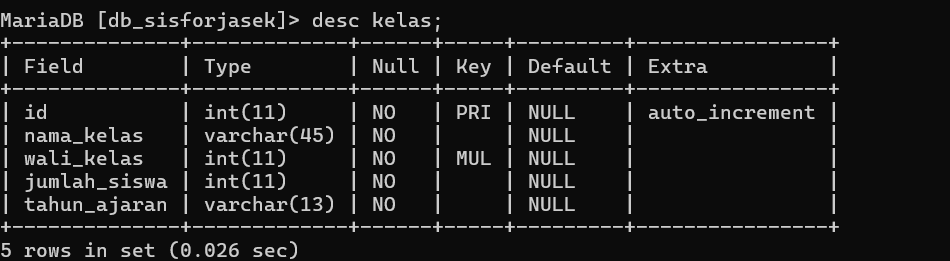 MariaDB [db_sisforjasek]> desc kelas;
+--------------+-------------+------+-----+---------+----------------+
| Field        | Type        | Null | Key | Default | Extra          |
+--------------+-------------+------+-----+---------+----------------+
| id           | int(11)     | NO   | PRI | NULL    | auto_increment |
| nama_kelas   | varchar(45) | NO   |     | NULL    |                |
| wali_kelas   | int(11)     | NO   | MUL | NULL    |                |
| jumlah_siswa | int(11)     | NO   |     | NULL    |                |
| tahun_ajaran | varchar(13) | NO   |     | NULL    |                |
+--------------+-------------+------+-----+---------+----------------+
5 rows in set (0.026 sec)